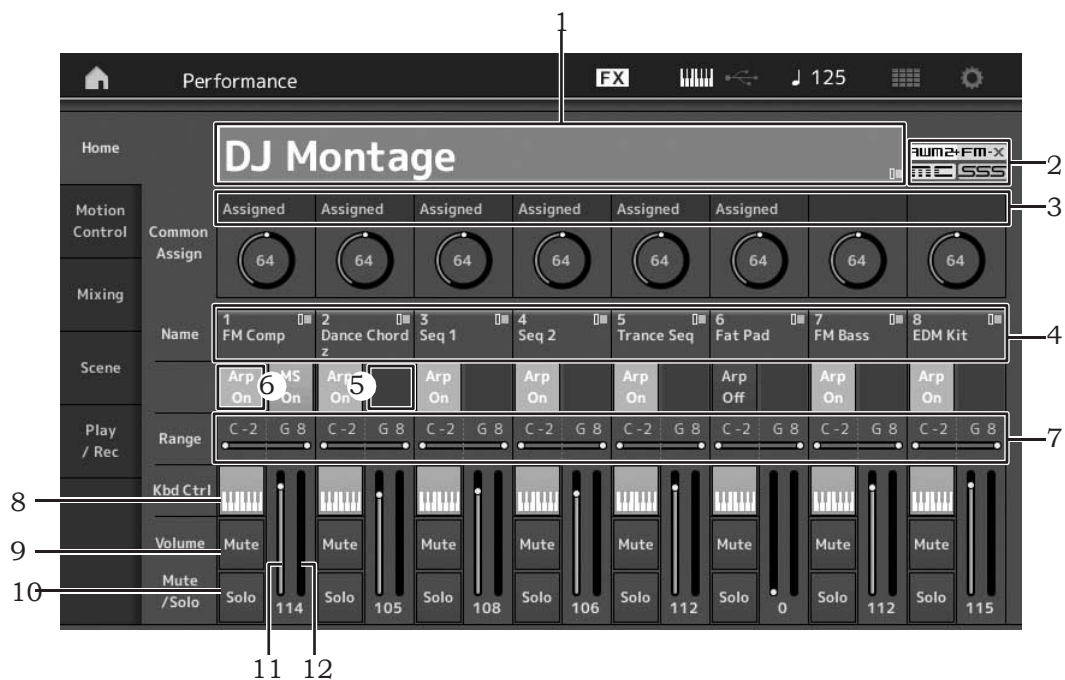 1
Performance FX 125
Home DJ Montage AWM2+FM-X 2
MC SSS
Motion Control Assigned Assigned Assigned Assigned Assigned Assigned 3
Common Assign 64 64 64 64 64 64 64 64
Mixing
Name 1 FM Comp 2 Dance Chordz 3 Seq 1 4 Seq 2 5 Trance Seq 6 Fat Pad 7 FM Bass 8 EDM Kit 4
Scene Arp On 6 MS On Arp On 5 Arp On Arp On Arp On Arp Off Arp On Arp On
Play / Rec Range C -2 G 8 C -2 G 8 C -2 G 8 C -2 G 8 C -2 G 8 C -2 G 8 C -2 G 8 C -2 G 8 7
8 Kbd Ctrl
9 Volume Mute Mute Mute Mute Mute Mute Mute Mute
10 Mute /Solo Solo 114 Solo 105 Solo 108 Solo 106 Solo 112 Solo 0 Solo 112 Solo 115
11 12